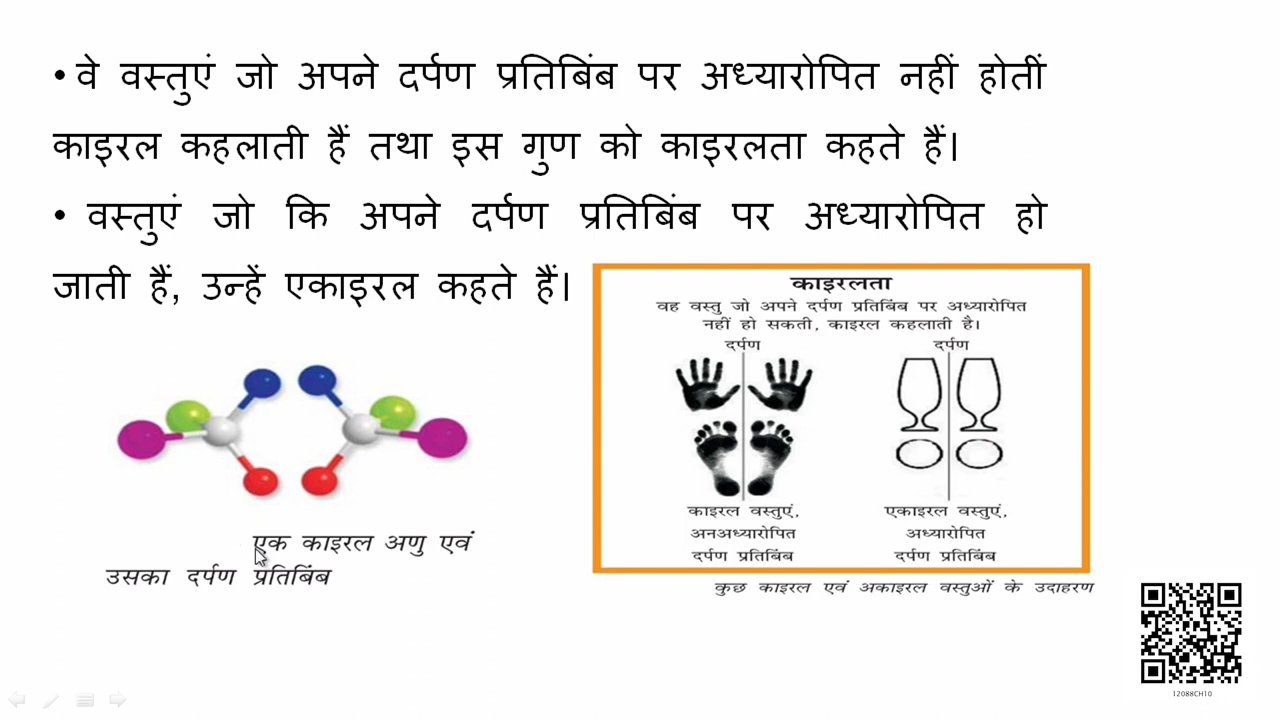 • वे वस्तुएं जो अपने दर्पण प्रतिबिंब पर अध्यारोपित नहीं होतीं
काइरल कहलाती हैं तथा इस गुण को काइरलता कहते हैं।
• वस्तुएं जो कि अपने दर्पण प्रतिबिंब पर अध्यारोपित हो
जाती हैं, उन्हें एकाइरल कहते हैं।
काइरलता
वह वस्तु जो अपने दर्पण प्रतिबिंब पर अध्यारोपित
नहीं हो सकती, काइरल कहलाती है।
दर्पण
दर्पण
काइरल वस्तुएं,
अनअध्यारोपित
दर्पण प्रतिबिंब
एकाइरल वस्तुएं,
अध्यारोपित
दर्पण प्रतिबिंब
एक काइरल अणु एवं
उसका दर्पण प्रतिबिंब
कुछ काइरल एवं अकाइरल वस्तुओं के उदाहरण
12088CH10